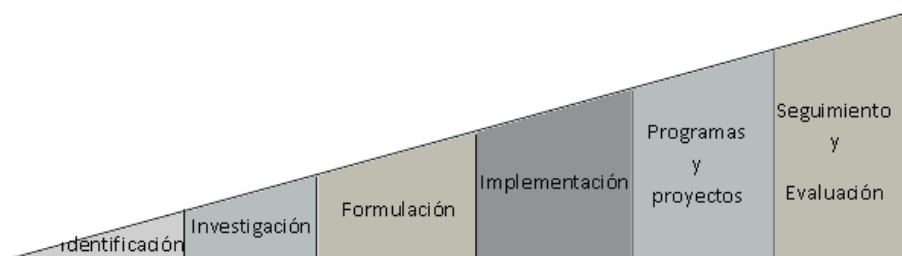 Identificación
Investigación
Formulación
Implementación
Programas
y
proyectos
Seguimiento
y
Evaluación